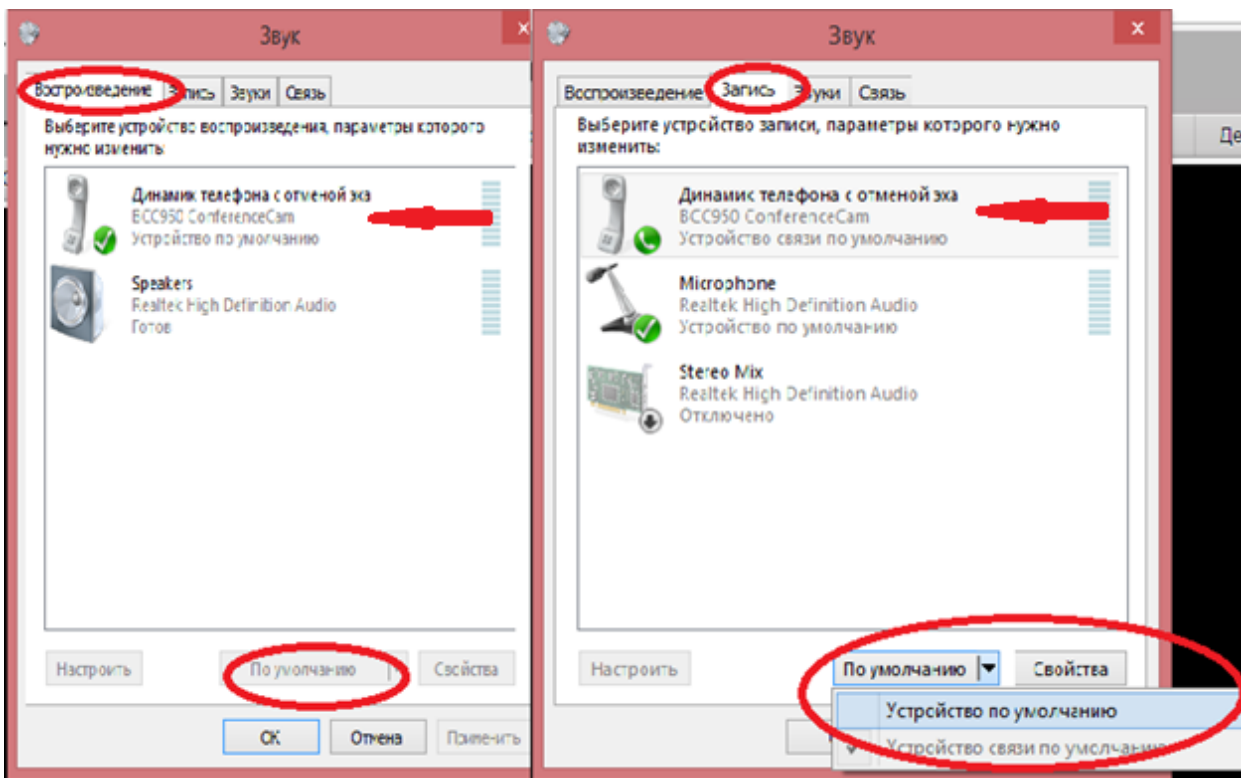 Звук
Воспроизведение Запись Звуки Связь
Выберите устройство воспроизведения, параметры которого
нужно изменить:
Динамик телефона с отменой эха
BCC950 ConferenceCam
Устройство по умолчанию
Speakers
Realtek High Definition Audio
Готов
Настроить По умолчанию Свойства
ОК Отмена Применить
Звук
Воспроизведение Запись Звуки Связь
Выберите устройство записи, параметры которого нужно
изменить:
Динамик телефона с отменой эха
BCC950 ConferenceCam
Устройство связи по умолчанию
Microphone
Realtek High Definition Audio
Устройство по умолчанию
Stereo Mix
Realtek High Definition Audio
Отключено
Настроить По умолчанию Свойства
Устройство по умолчанию
Устройство связи по умолчанию
Де